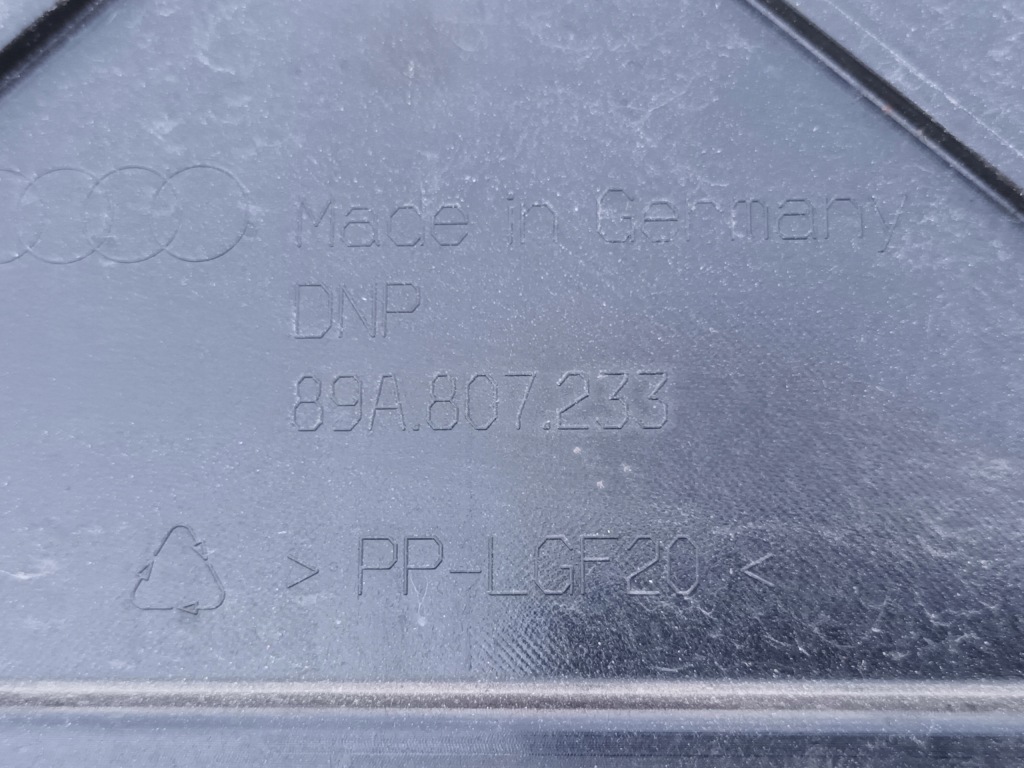 Made in Germany
DNP
89A.807.233
> PP-LGF20 <